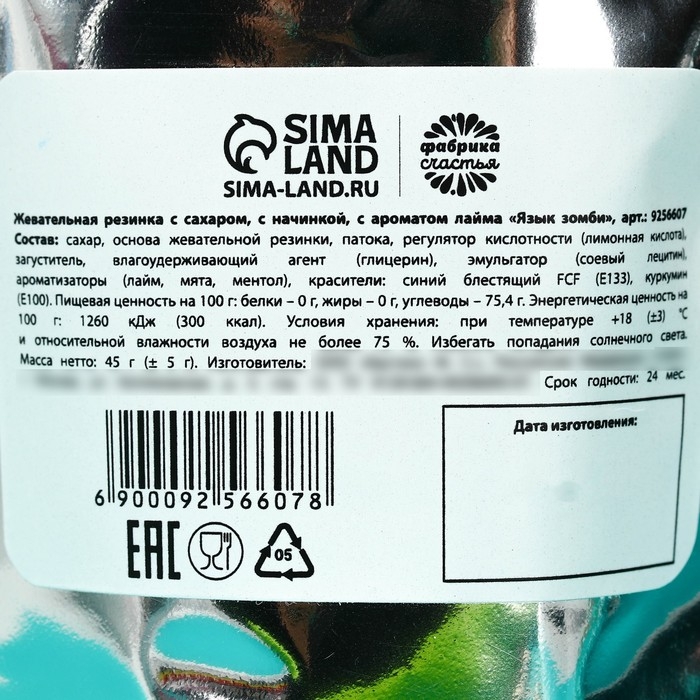 SIMA
LAND
SIMA-LAND.RU
фабрика
счастья
Жевательная резинка с сахаром, с начинкой, с ароматом лайма «Язык зомби», арт.: 9256607
Состав: сахар, основа жевательной резинки, патока, регулятор кислотности (лимонная кислота),
загуститель, влагоудерживающий агент (глицерин), эмульгатор (соевый лецитин),
ароматизаторы (лайм, мята, ментол), красители: синий блестящий FCF (E133), куркумин
(E100). Пищевая ценность на 100 г: белки – 0 г, жиры – 0 г, углеводы – 75,4 г. Энергетическая ценность на
100 г: 1260 кДж (300 ккал). Условия хранения: при температуре +18 (±3) °C
и относительной влажности воздуха не более 75 %. Избегать попадания солнечного света.
Масса нетто: 45 г (± 5 г). Изготовитель:
Срок годности: 24 мес.
Дата изготовления:
6 900092 566078
EAC
05